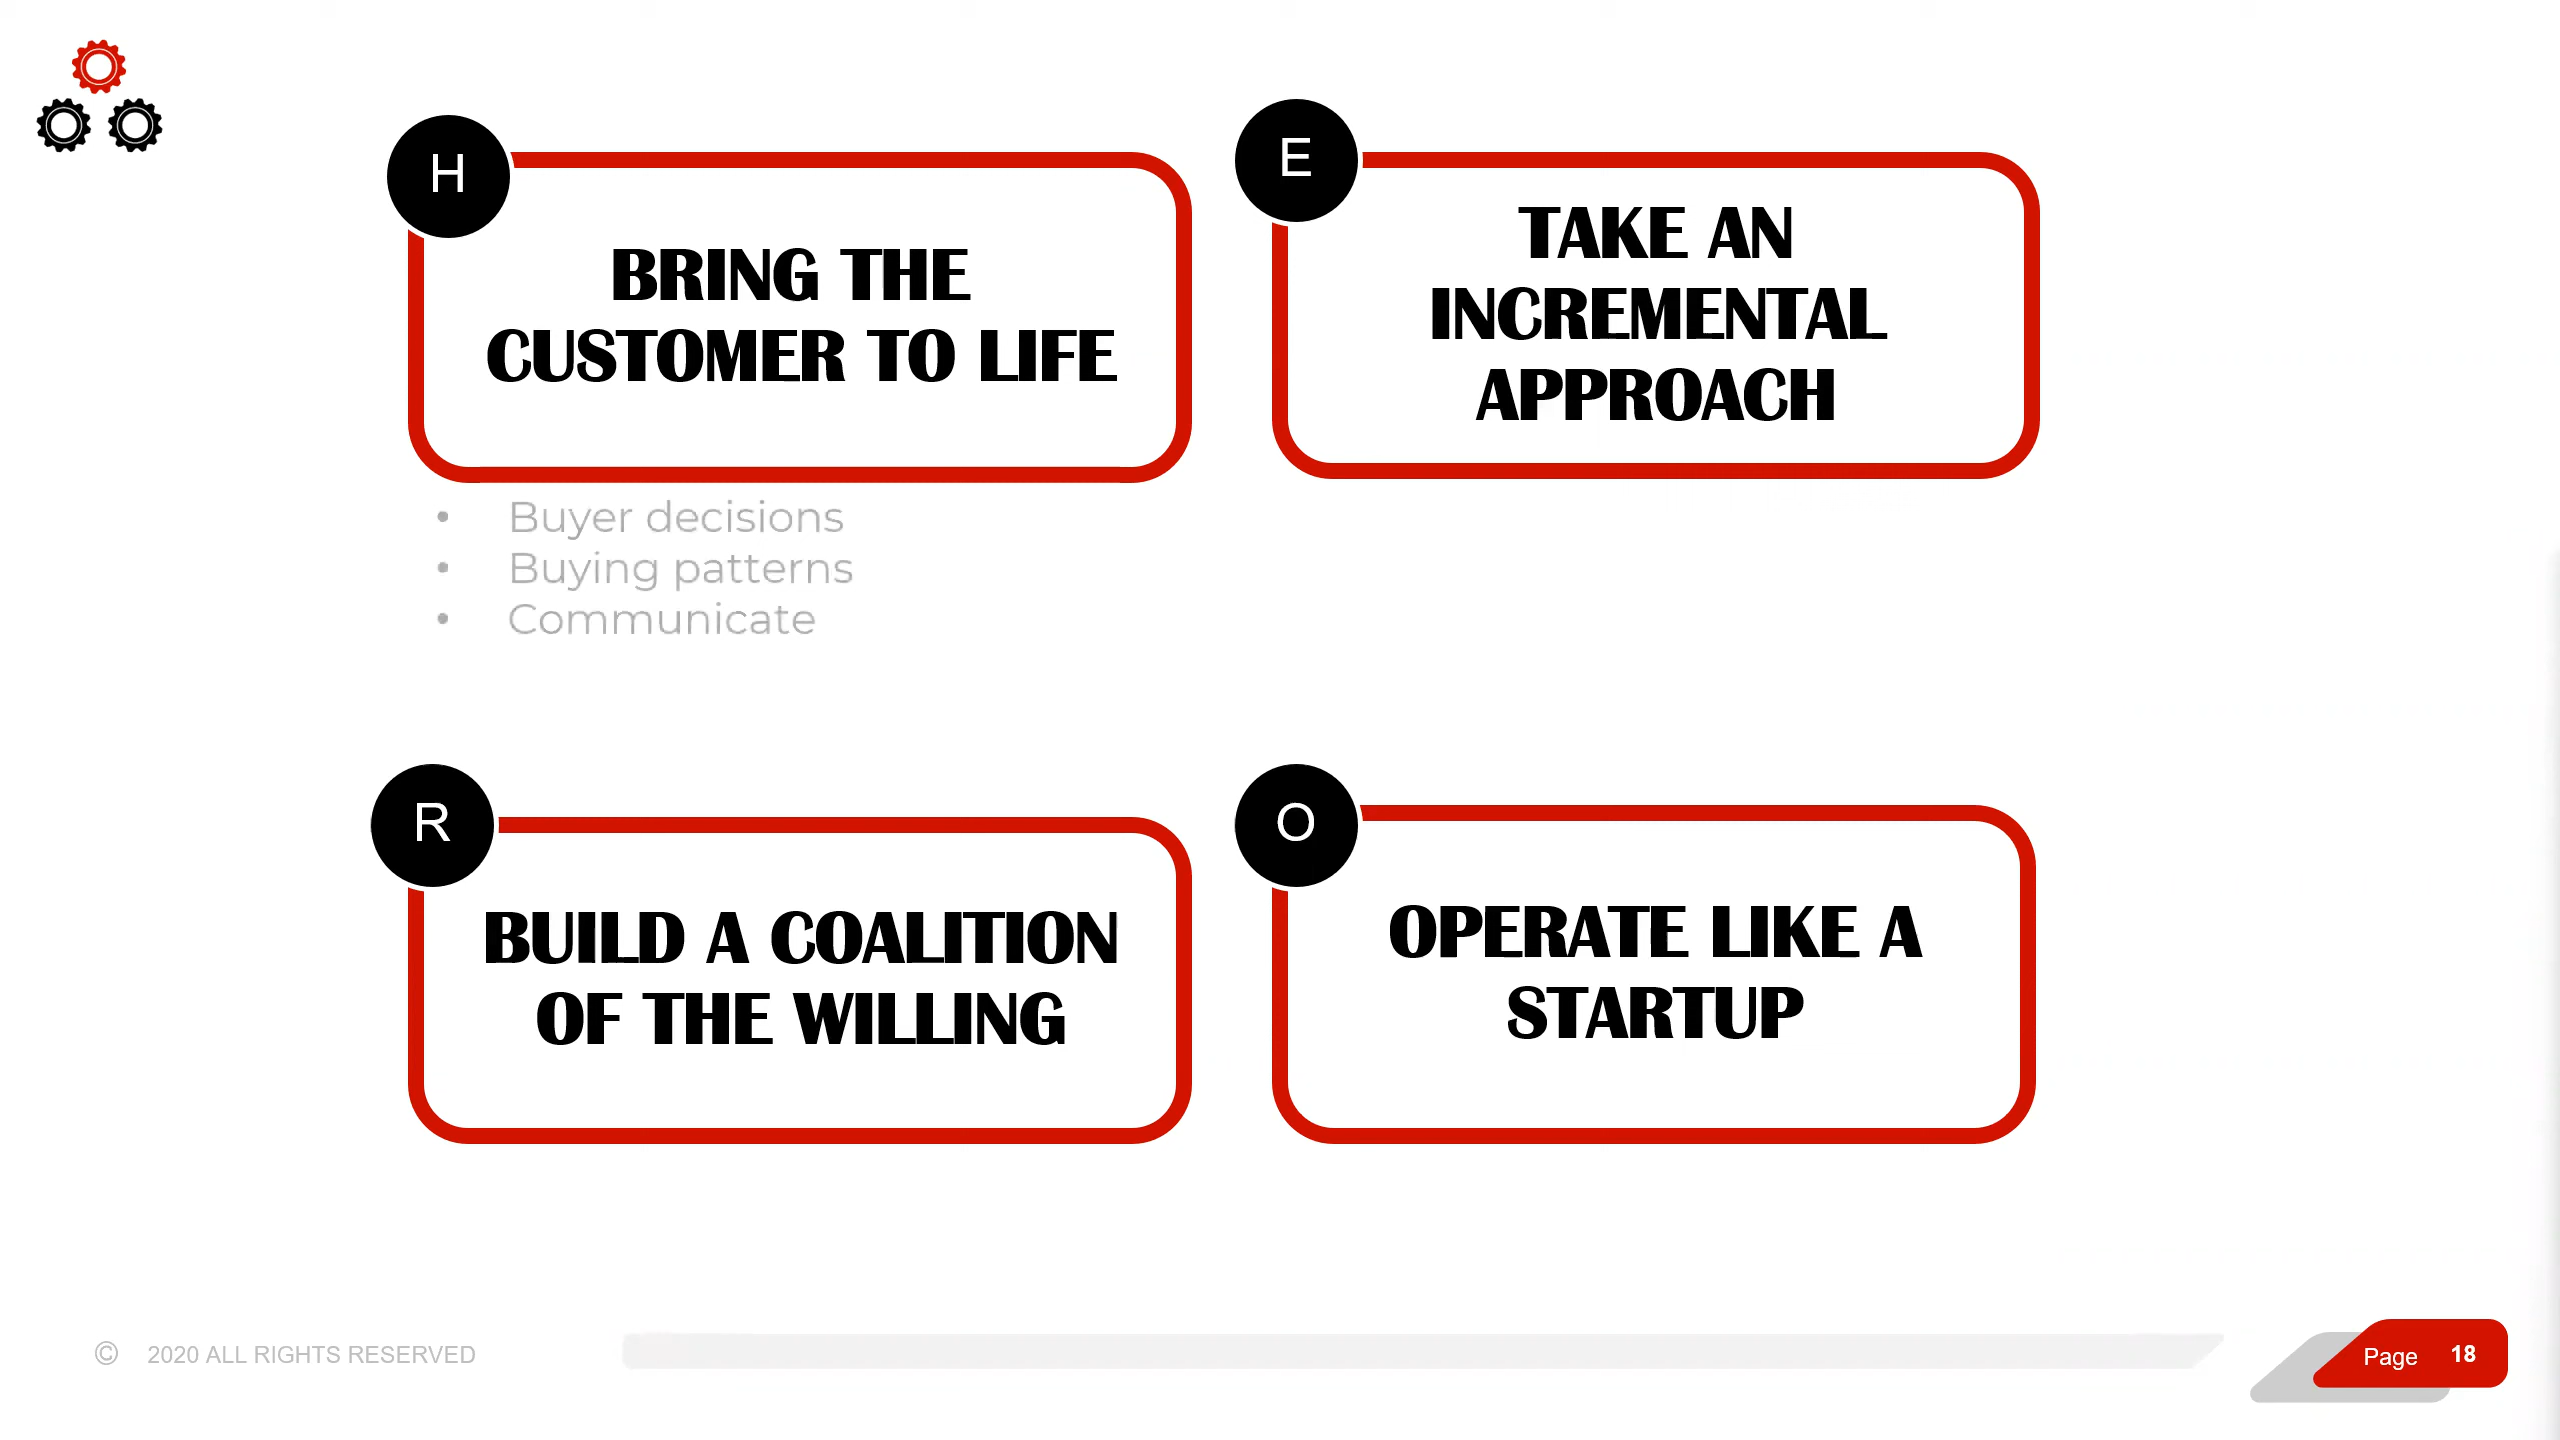 H
BRING THE
CUSTOMER TO LIFE
• Buyer decisions
• Buying patterns
• Communicate
E
TAKE AN
INCREMENTAL
APPROACH
R
BUILD A COALITION
OF THE WILLING
O
OPERATE LIKE A
STARTUP
© 2020 ALL RIGHTS RESERVED
Page 18